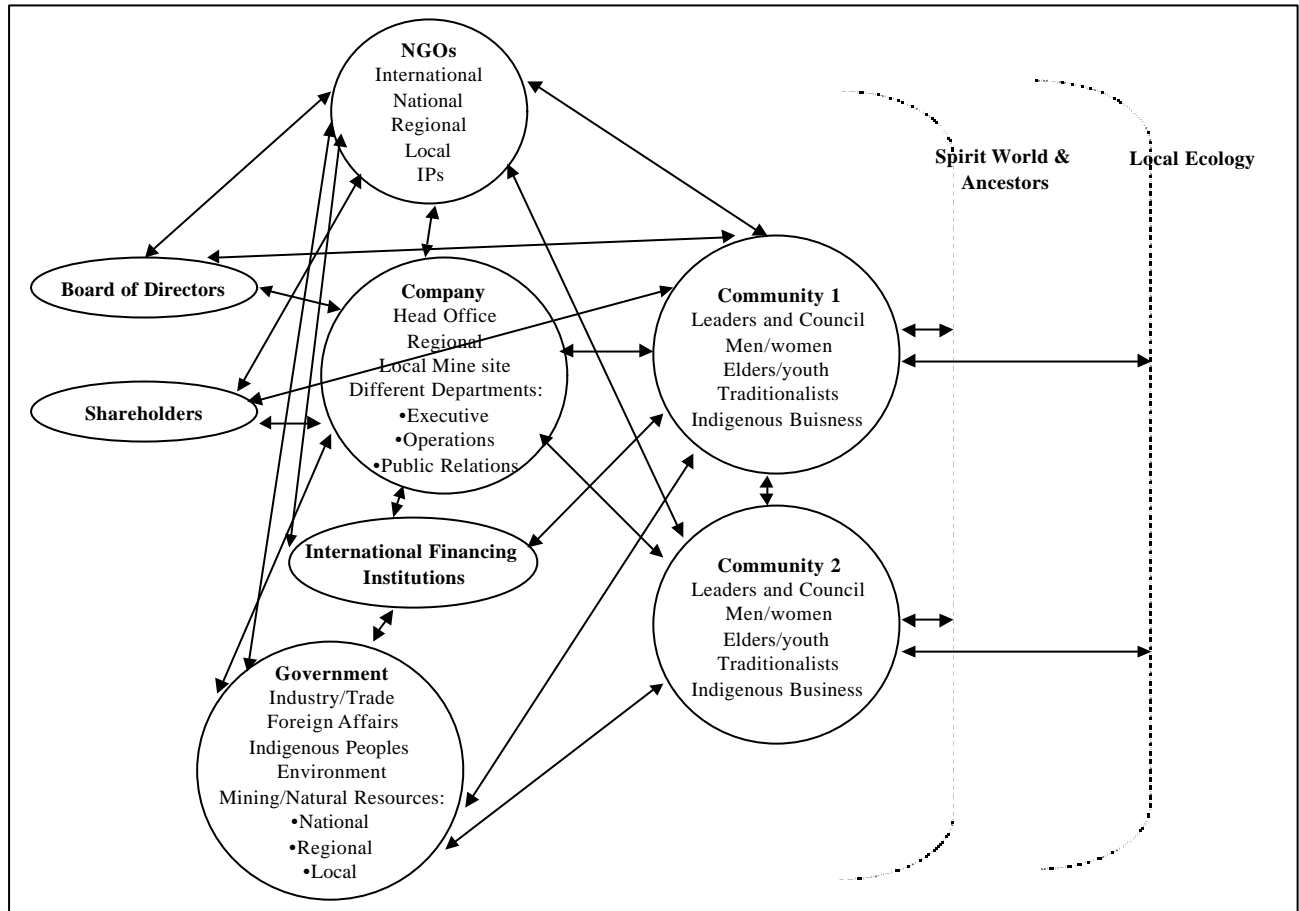 NGOs
International
National
Regional
Local
IPs
Spirit World &
Ancestors
Local Ecology
Board of Directors
Company
Head Office
Regional
Local Mine site
Different Departments:
•Executive
•Operations
•Public Relations
Community 1
Leaders and Council
Men/women
Elders/youth
Traditionalists
Indigenous Buisness
Shareholders
International Financing
Institutions
Community 2
Leaders and Council
Men/women
Elders/youth
Traditionalists
Indigenous Business
Government
Industry/Trade
Foreign Affairs
Indigenous Peoples
Environment
Mining/Natural Resources:
•National
•Regional
•Local